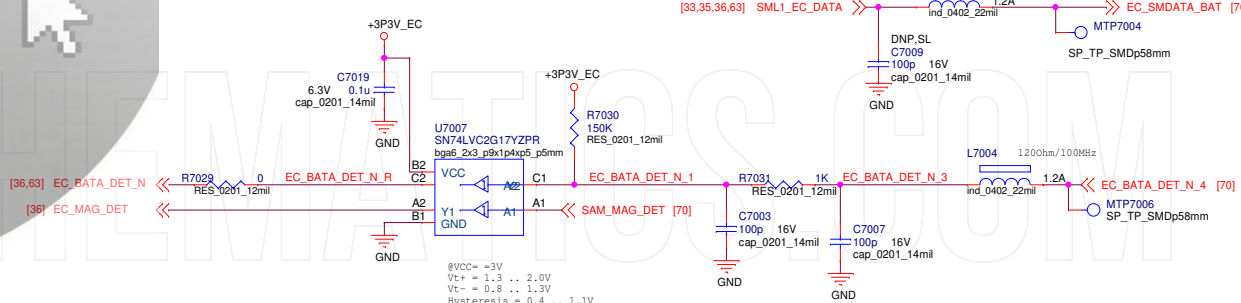 [33,35,36,63] SML1_EC_DATA
1.2A
EC_SMDATA_BAT
ind_0402_22mil
MTP7004
SP_TP_SMDp58mm
DNP,SL
C7009
100p 16V
cap_0201_14mil
GND
+3P3V_EC
C7019
6.3V 0.1u
cap_0201_14mil
GND
+3P3V_EC
R7030
150K
RES_0201_12mil
U7007
SN74LVC2G17YZPR
bga6_2x3_p9x1p4xp5_p5mm
B2 VCC
[36,63] EC_BATA_DET_N
R7029 0
RES_0201_12mil
EC_BATA_DET_N_R
C2
C1
EC_BATA_DET_N_1
R7031 1K
RES_0201_12mil
EC_BATA_DET_N_3
L7004
120Ohm/100MHz
ind_0402_22mil
1.2A
EC_BATA_DET_N_4 [70]
MTP7006
SP_TP_SMDp58mm
[36] EC_MAG_DET
A2 Y1
A1 A1
SAM_MAG_DET [70]
B1 GND
GND
C7003
100p 16V
cap_0201_14mil
GND
C7007
100p 16V
cap_0201_14mil
GND
@VCC= =3V
Vt+ = 1.3 .. 2.0V
Vt- = 0.8 .. 1.3V
Hysteresis = 0.4 .. 1.1V
HEMATICS.COM